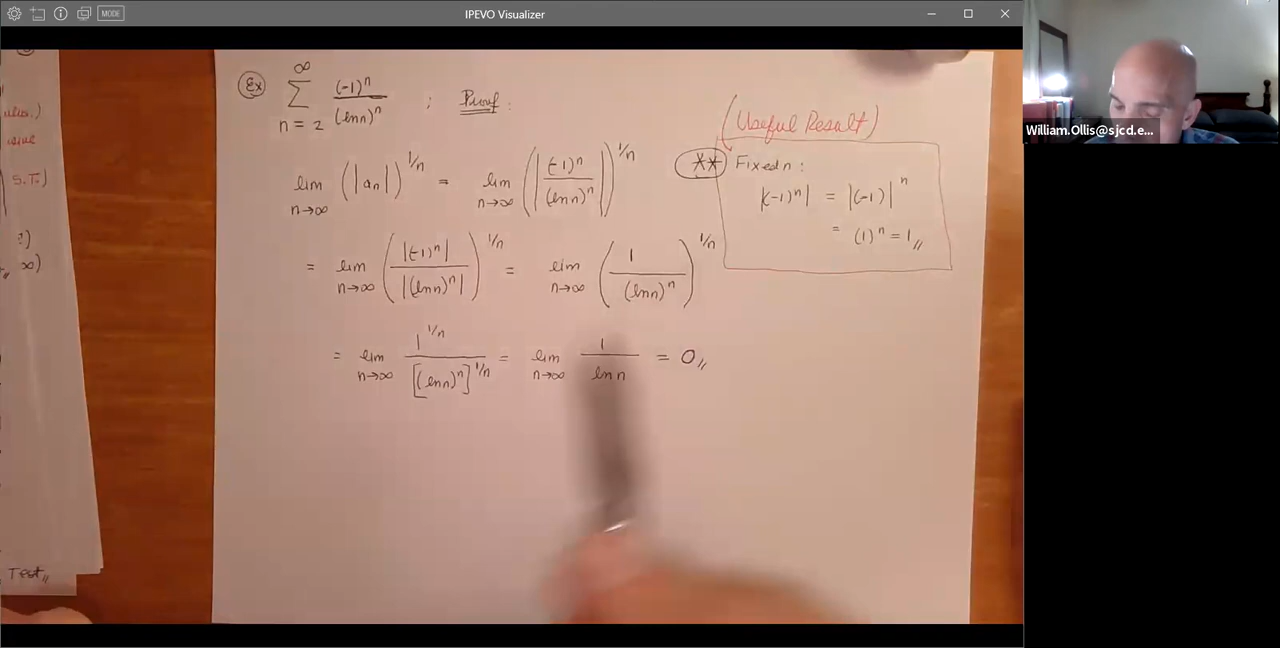 IPEVO Visualizer
MODE
William.Ollis@sjcd.e...
Ex ∞ ∑ n = 2 (-1)^n / (ln n)^n ; Proof:
(Useful Result)
** Fixed n:
|(-1)^n| = |(-1)|^n
= (1)^n = 1 //
lim n→∞ (|a_n|)^1/n = lim n→∞ (|(-1)^n / (ln n)^n|)^1/n
= lim n→∞ (|(-1)^n| / |(ln n)^n|)^1/n = lim n→∞ (1 / (ln n)^n)^1/n
= lim n→∞ 1^1/n / [(ln n)^n]^1/n = lim n→∞ 1 / ln n = 0 //
∞)
Test //